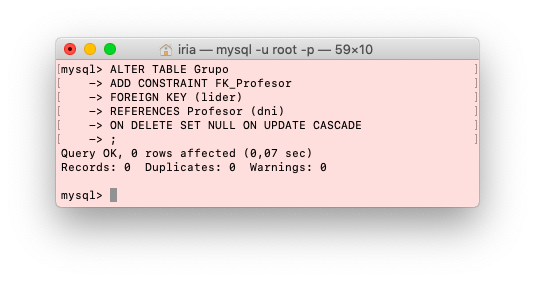 iria — mysql -u root -p — 59×10
[mysql> ALTER TABLE Grupo ]
[    -> ADD CONSTRAINT FK_Profesor ]
[    -> FOREIGN KEY (lider) ]
[    -> REFERENCES Profesor (dni) ]
[    -> ON DELETE SET NULL ON UPDATE CASCADE ]
[    -> ; ]
Query OK, 0 rows affected (0,07 sec)
Records: 0  Duplicates: 0  Warnings: 0
mysql>